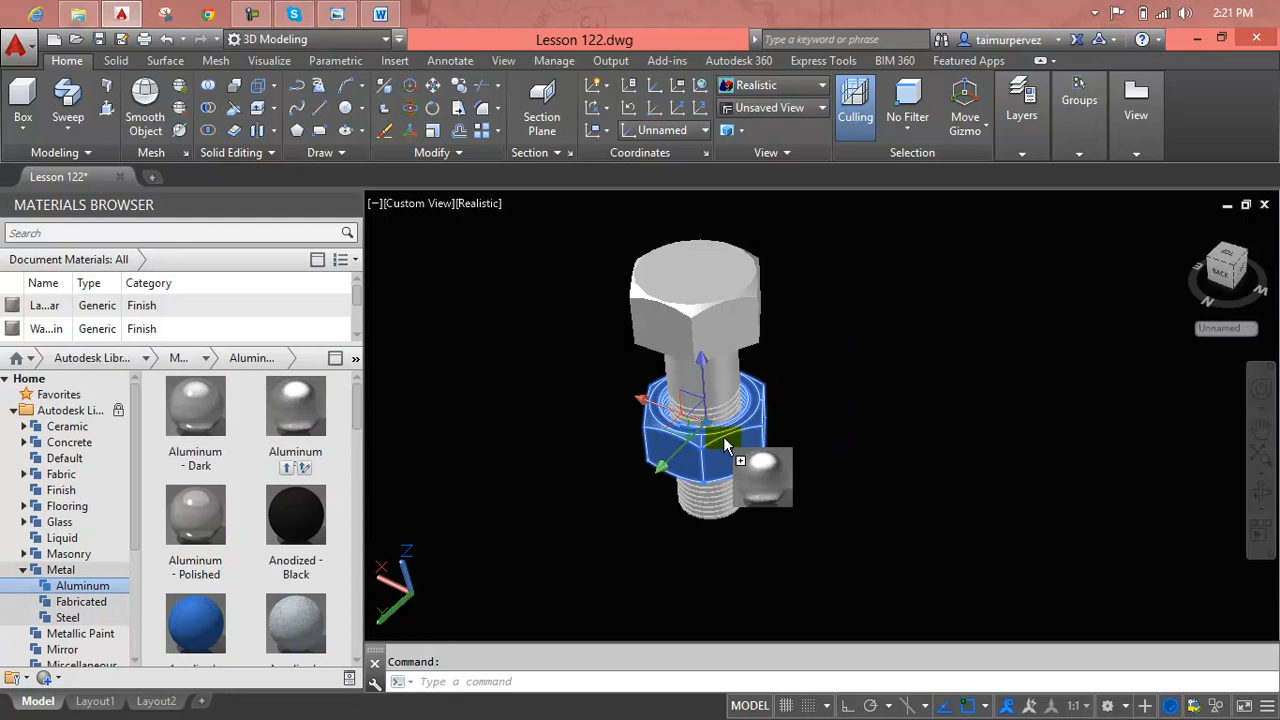 2:21 PM
3D Modeling
Lesson 122.dwg
Type a keyword or phrase
taimurpervez
Home Solid Surface Mesh Visualize Parametric Insert Annotate View Manage Output Add-ins Autodesk 360 BIM 360 Express Tools Featured Apps
Realistic
Unsaved View
Unnamed
Box Sweep Smooth Object Section Plane Culling No Filter Move Gizmo Layers Groups View
Modeling Mesh Solid Editing Draw Modify Section Coordinates View Selection
Lesson 122*
MATERIALS BROWSER
[−][Custom View][Realistic]
Search
Document Materials: All
Name Type Category
La...ar Generic Finish
Wa...in Generic Finish
Autodesk Libr... M... Alumin...
Home
Favorites
Autodesk Li...
Ceramic
Concrete
Default
Fabric
Finish
Flooring
Glass
Liquid
Masonry
Metal
Aluminum
Fabricated
Steel
Metallic Paint
Mirror
Miscellaneous
Aluminum - Dark
Aluminum
Aluminum - Polished
Anodized - Black
BACK
E
N
W
Unnamed
Z
X
Y
Command:
Type a command
Model Layout1 Layout2
MODEL
1:1